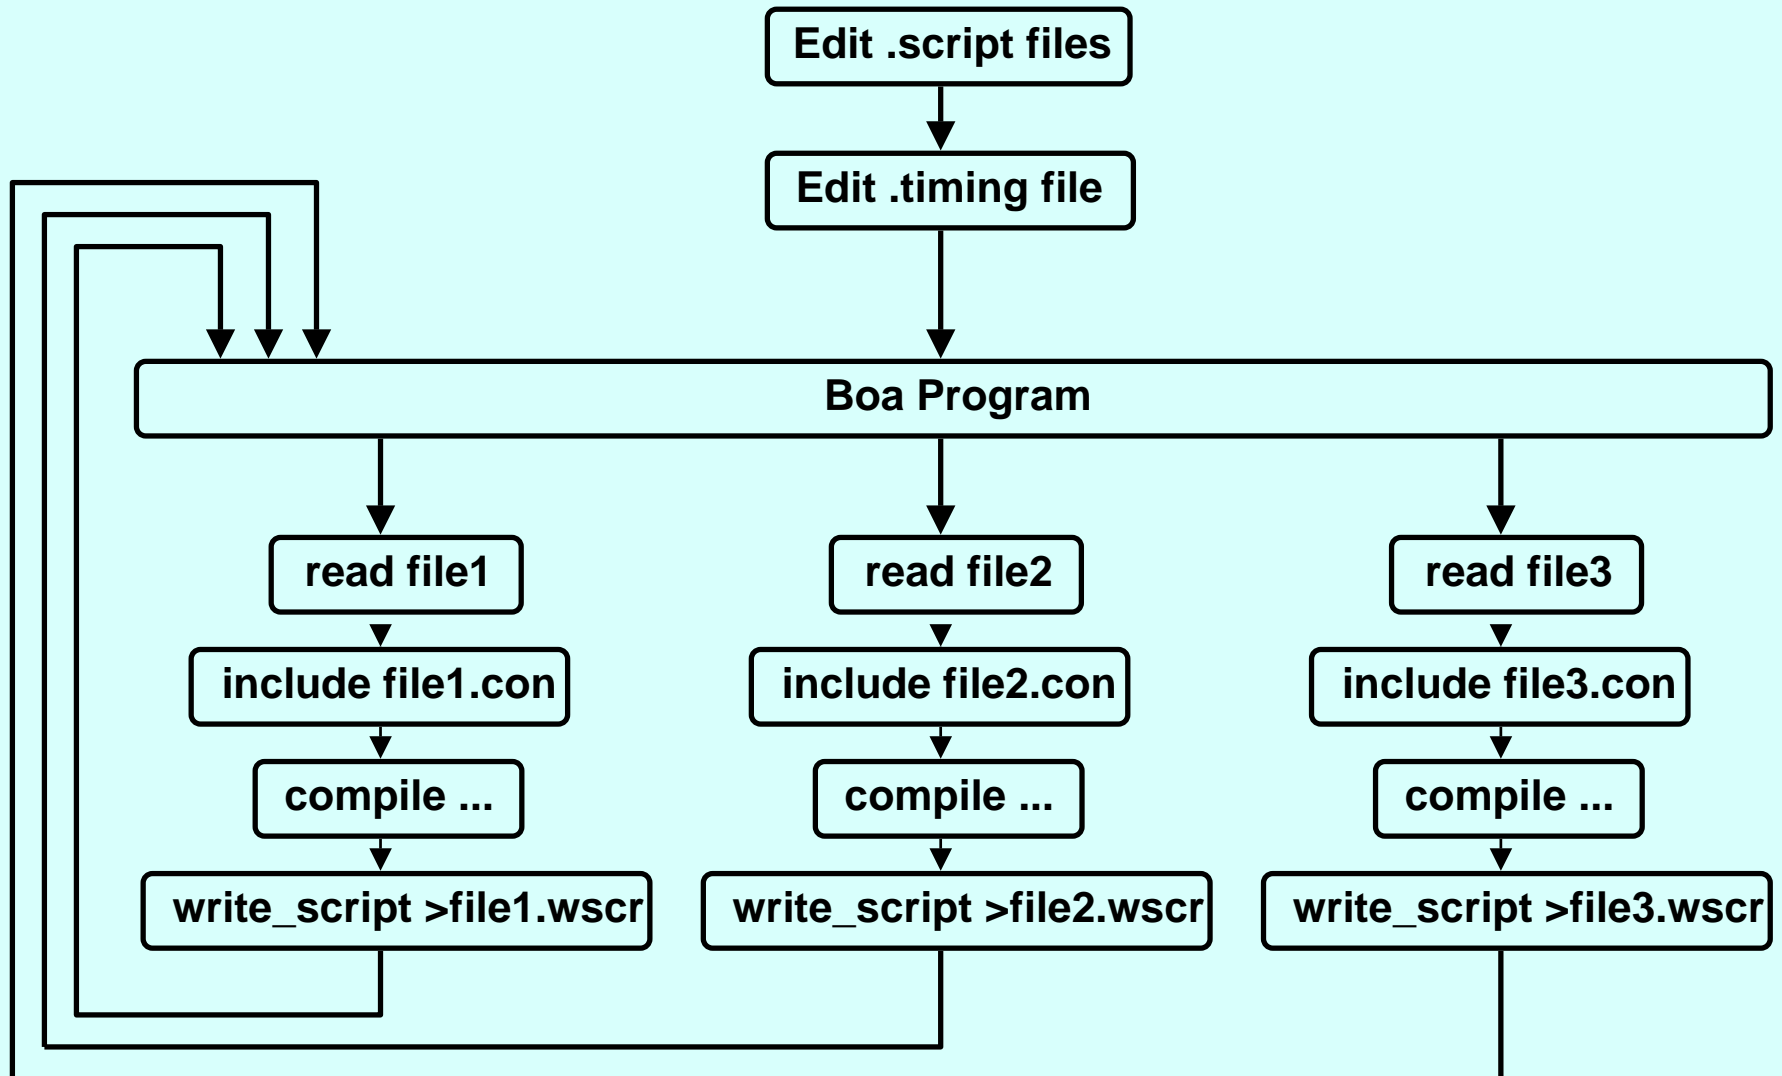 Edit .script files
Edit .timing file
Boa Program
read file1
read file2
read file3
include file1.con
include file2.con
include file3.con
compile ...
compile ...
compile ...
write_script >file1.wscr
write_script >file2.wscr
write_script >file3.wscr